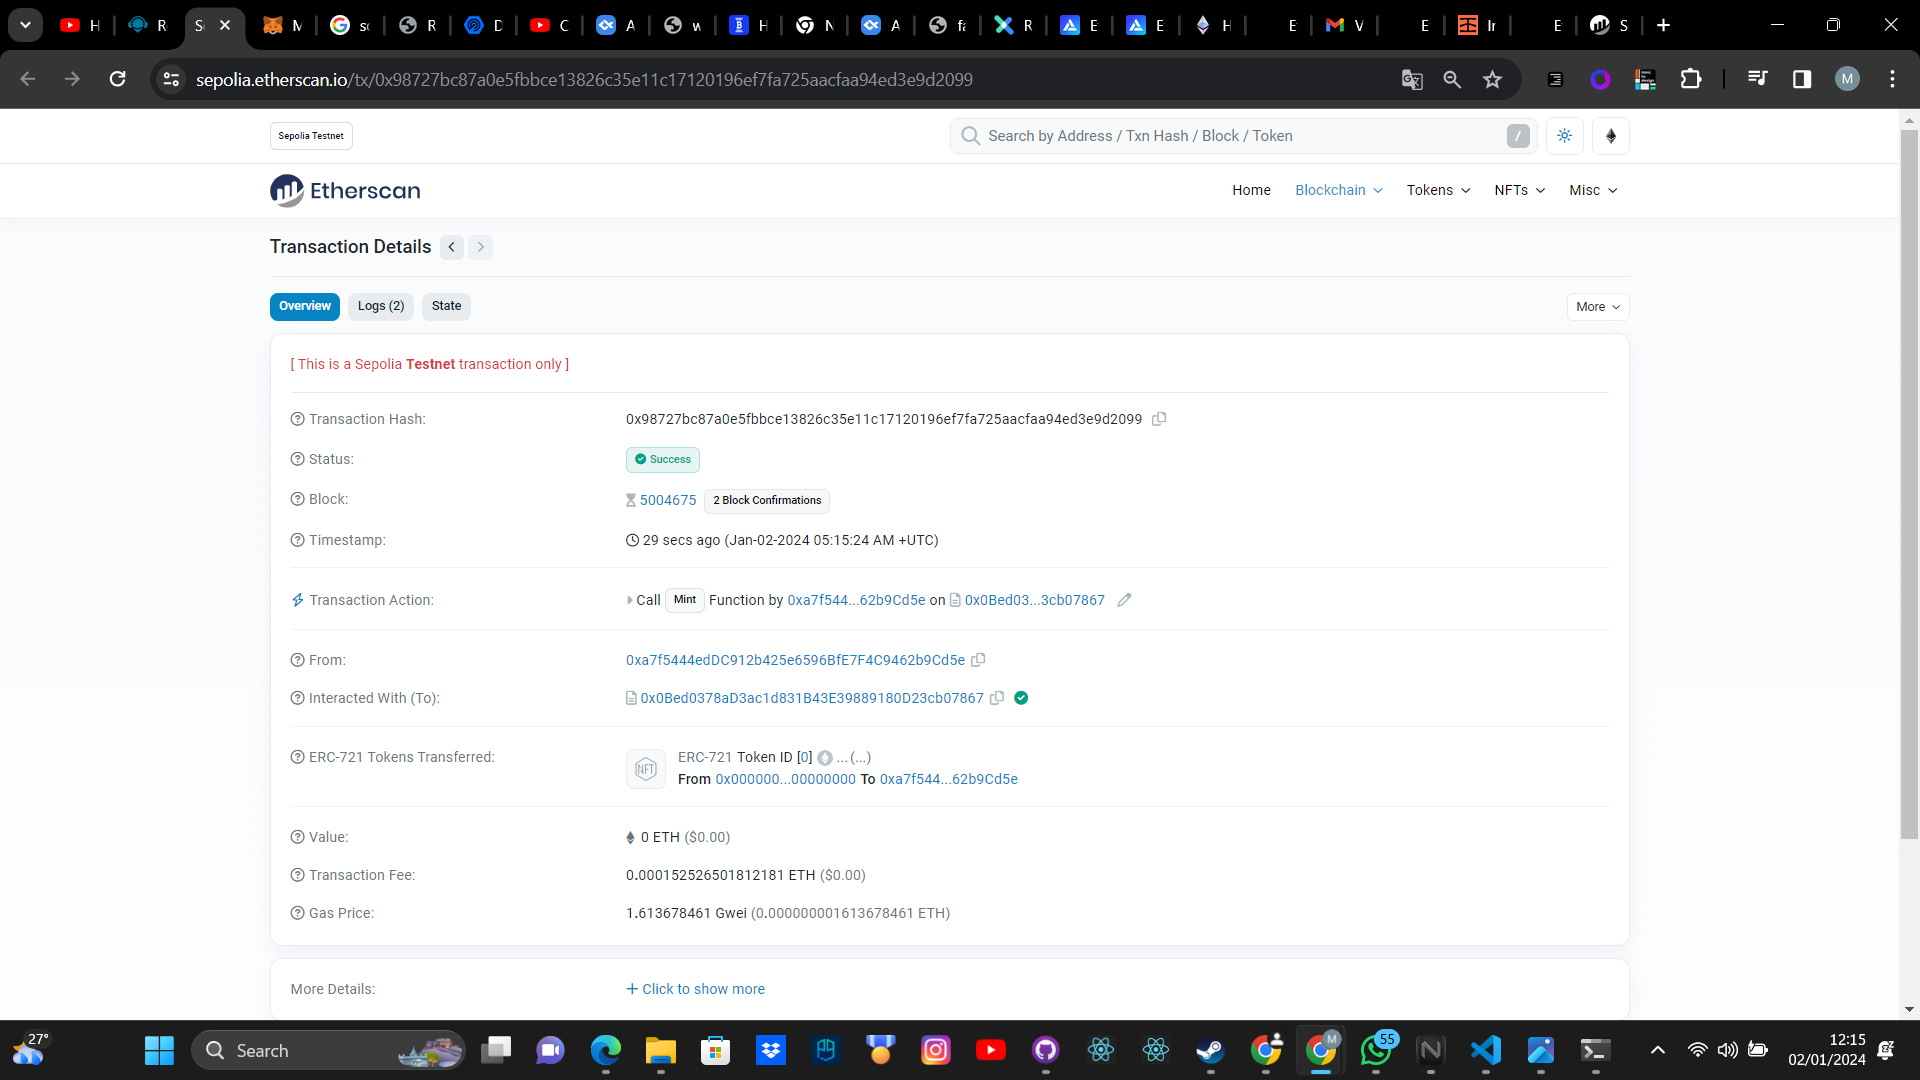 H
R
S
M
sc
R
D
C
A
w
H
N
A
fa
R
E
E
H
E
V
E
Ir
E
S
sepolia.etherscan.io/tx/0x98727bc87a0e5fbbce13826c35e11c17120196ef7fa725aacfaa94ed3e9d2099
M
Sepolia Testnet
Search by Address / Txn Hash / Block / Token
/
Etherscan
Home
Blockchain
Tokens
NFTs
Misc
Transaction Details
Overview
Logs (2)
State
More
[ This is a Sepolia Testnet transaction only ]
Transaction Hash:
0x98727bc87a0e5fbbce13826c35e11c17120196ef7fa725aacfaa94ed3e9d2099
Status:
Success
Block:
5004675
2 Block Confirmations
Timestamp:
29 secs ago (Jan-02-2024 05:15:24 AM +UTC)
Transaction Action:
Call Mint Function by 0xa7f544...62b9Cd5e on 0x0Bed03...3cb07867
From:
0xa7f5444edDC912b425e6596BfE7F4C9462b9Cd5e
Interacted With (To):
0x0Bed0378aD3ac1d831B43E39889180D23cb07867
ERC-721 Tokens Transferred:
NFT
ERC-721 Token ID [0] ... (...)
From 0x000000...00000000 To 0xa7f544...62b9Cd5e
Value:
0 ETH ($0.00)
Transaction Fee:
0.000152526501812181 ETH ($0.00)
Gas Price:
1.613678461 Gwei (0.000000001613678461 ETH)
More Details:
Click to show more
27°
Search
M
55
12:15
02/01/2024